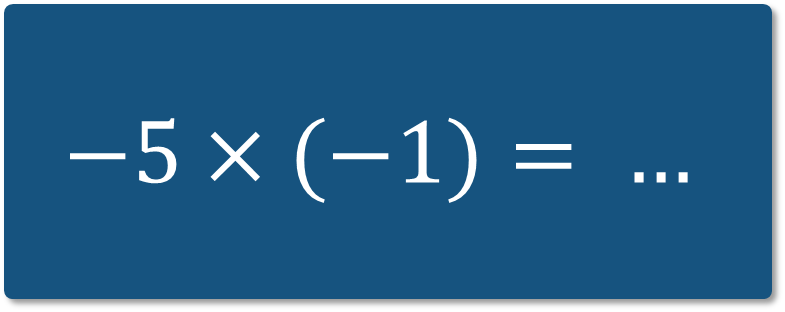 −5 × (−1) = ...